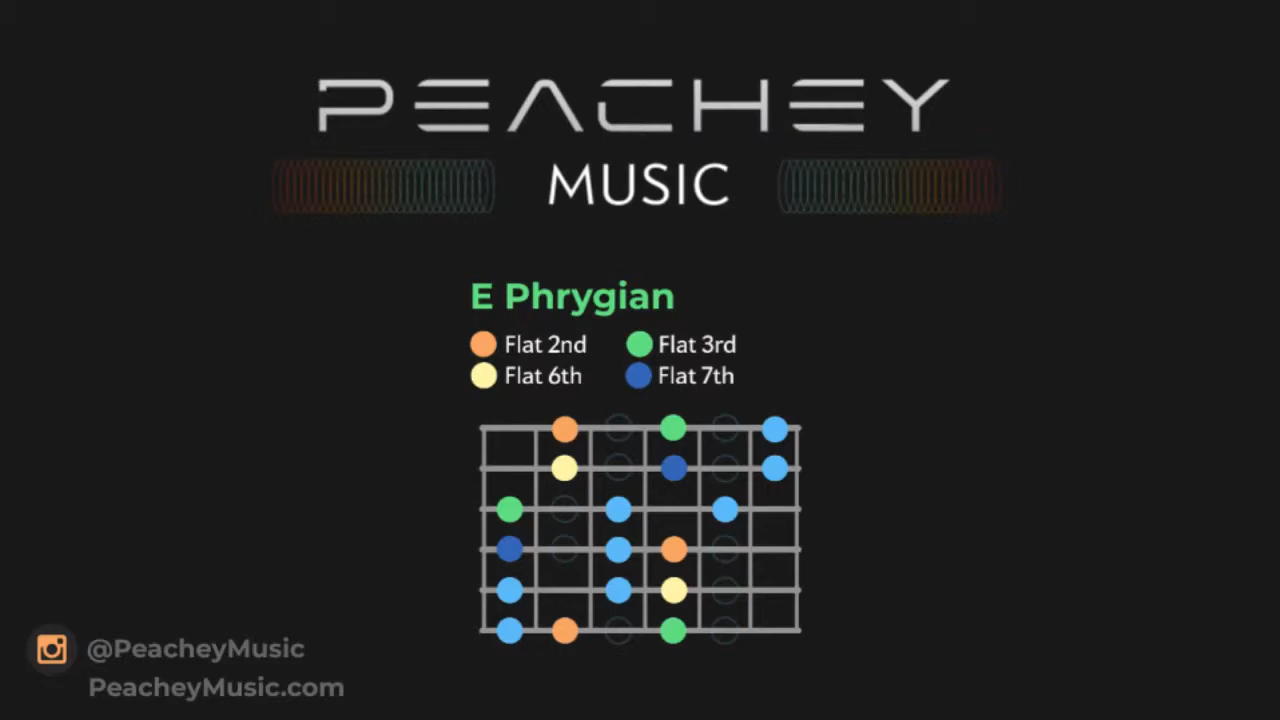 PEACHEY
MUSIC
E Phrygian
Flat 2nd Flat 3rd
Flat 6th Flat 7th
@PeacheyMusic
PeacheyMusic.com